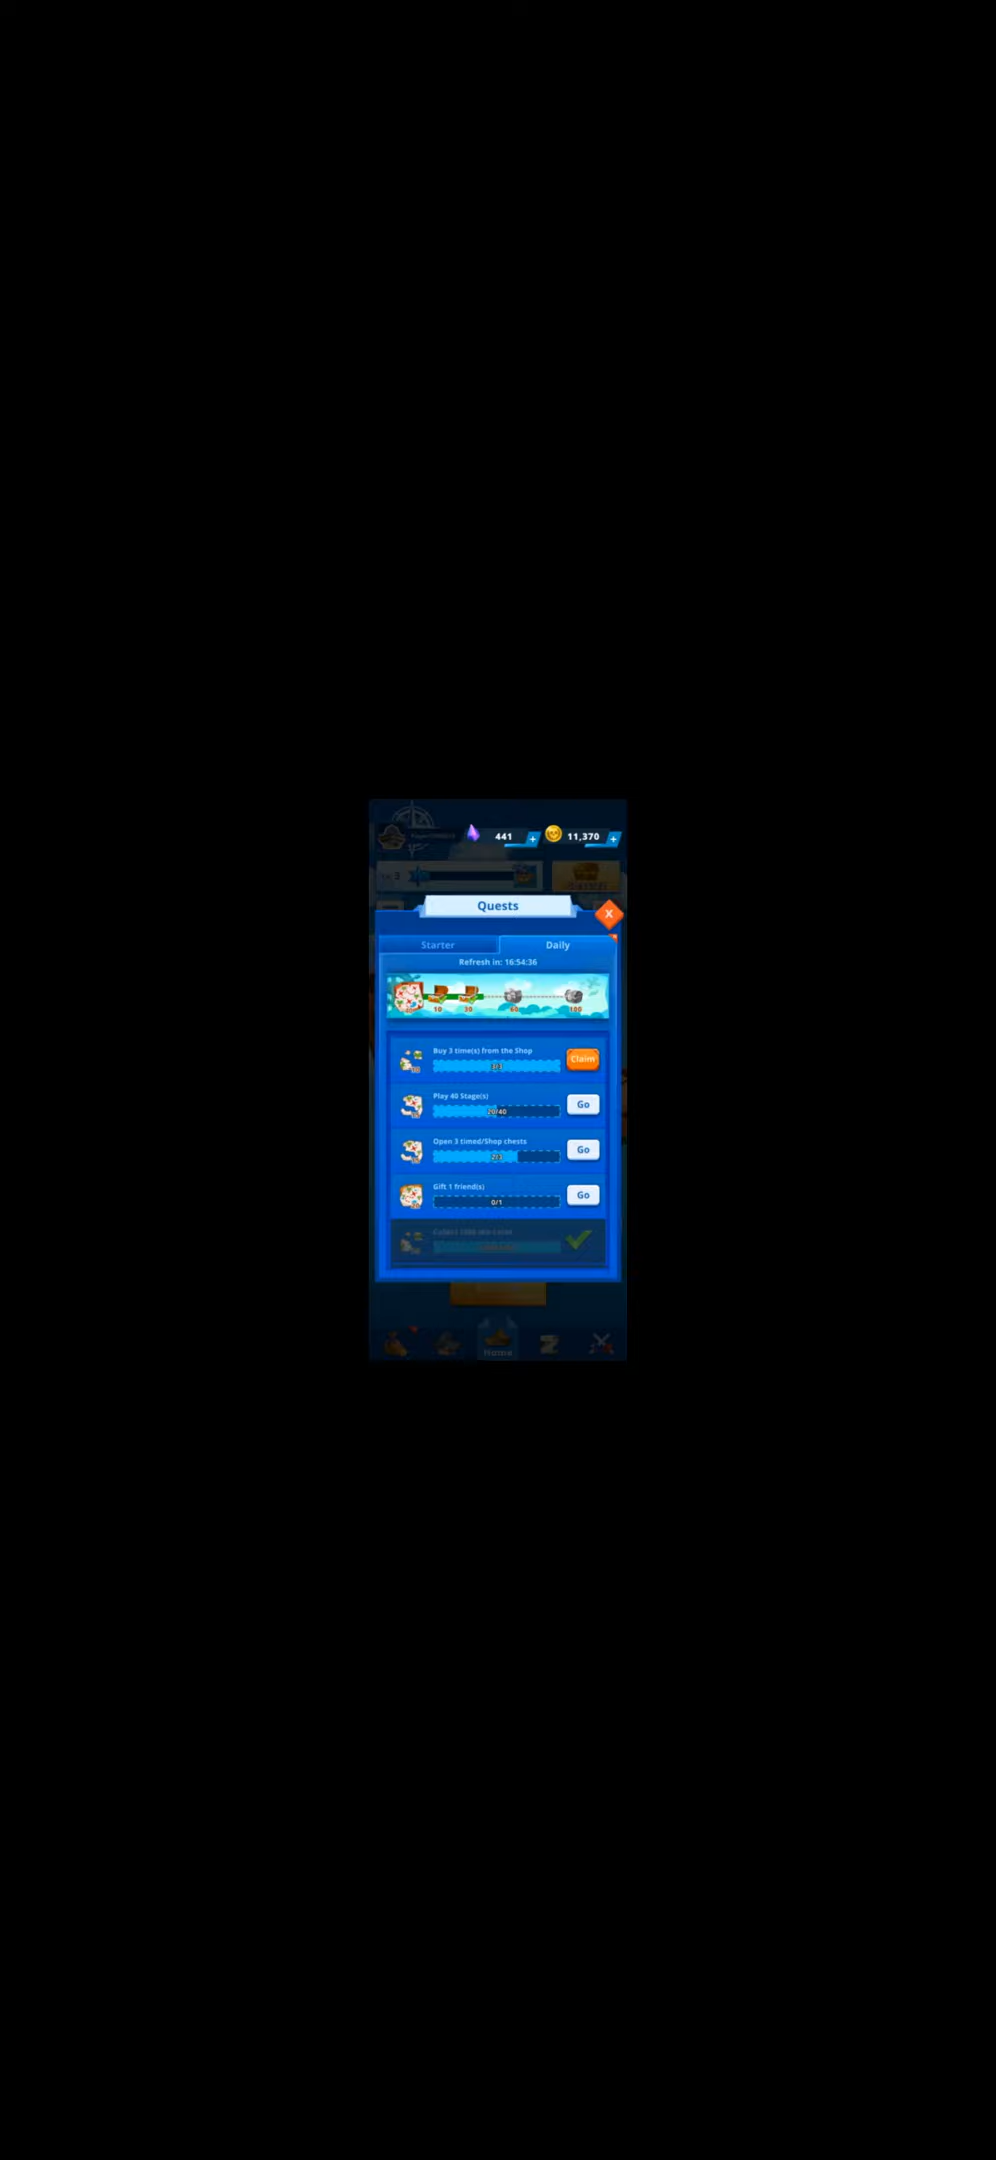 441
11,370
3
Quests
X
Starter
Daily
Refresh in: 16:54:36
10
30
60
100
Buy 3 time(s) from the Shop
3/3
Claim
Play 40 Stage(s)
20/40
Go
Open 3 timed/Shop chests
2/3
Go
Gift 1 friend(s)
0/1
Go
Home